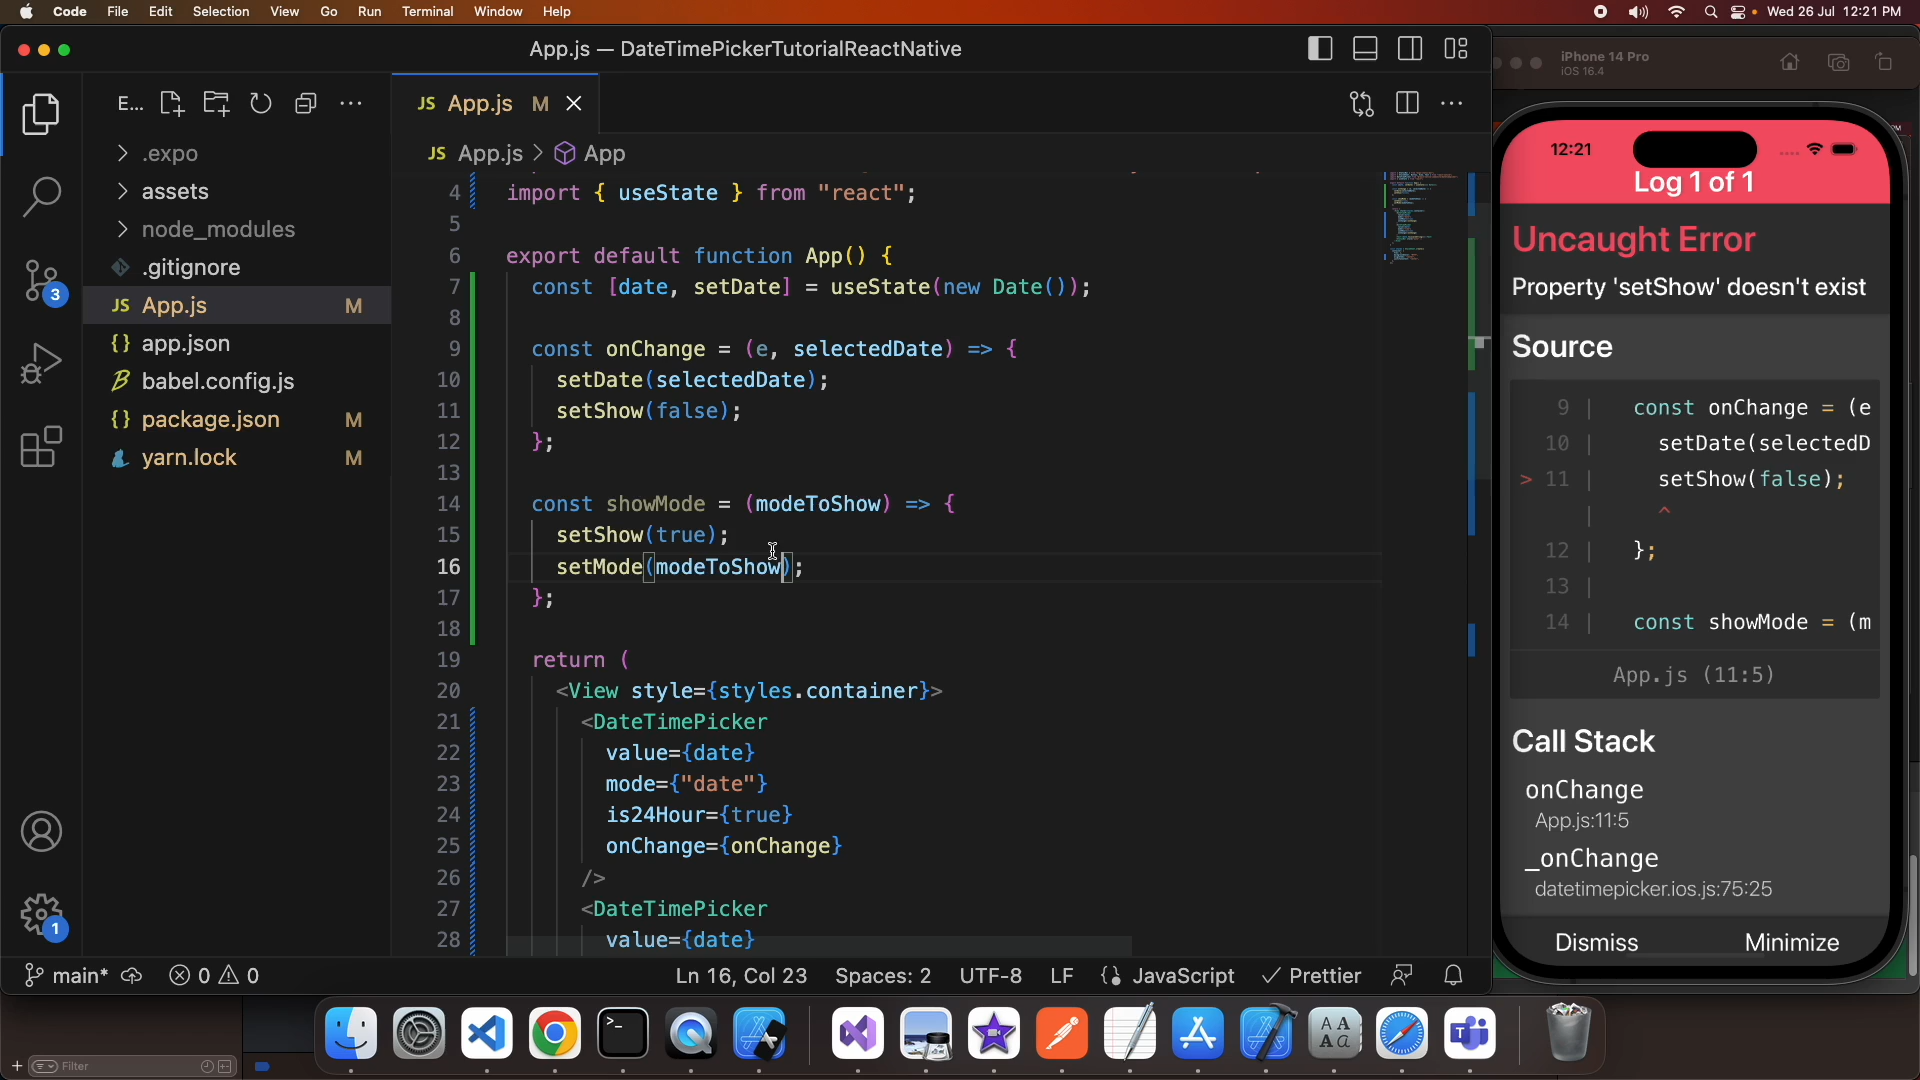 Code File Edit Selection View Go Run Terminal Window Help
Wed 26 Jul 12:21 PM
App.js — DateTimePickerTutorialReactNative
iPhone 14 Pro
iOS 16.4
E...
JS App.js M
JS App.js > App
.expo
assets
node_modules
.gitignore
JS App.js M
{} app.json
babel.config.js
{} package.json M
yarn.lock M
3
1
4 import { useState } from "react";
5
6 export default function App() {
7 const [date, setDate] = useState(new Date());
8
9 const onChange = (e, selectedDate) => {
10 setDate(selectedDate);
11 setShow(false);
12 };
13
14 const showMode = (modeToShow) => {
15 setShow(true);
16 setMode(modeToShow);
17 };
18
19 return (
20 <View style={styles.container}>
21 <DateTimePicker
22 value={date}
23 mode={"date"}
24 is24Hour={true}
25 onChange={onChange}
26 />
27 <DateTimePicker
28 value={date}
12:21
Log 1 of 1
Uncaught Error
Property 'setShow' doesn't exist
Source
9 | const onChange = (e
10 | setDate(selectedD
> 11 | setShow(false);
| ^
12 | };
13 |
14 | const showMode = (m
App.js (11:5)
Call Stack
onChange
App.js:11:5
_onChange
datetimepicker.ios.js:75:25
Dismiss Minimize
main* 0 0 Ln 16, Col 23 Spaces: 2 UTF-8 LF {} JavaScript Prettier
+ Filter